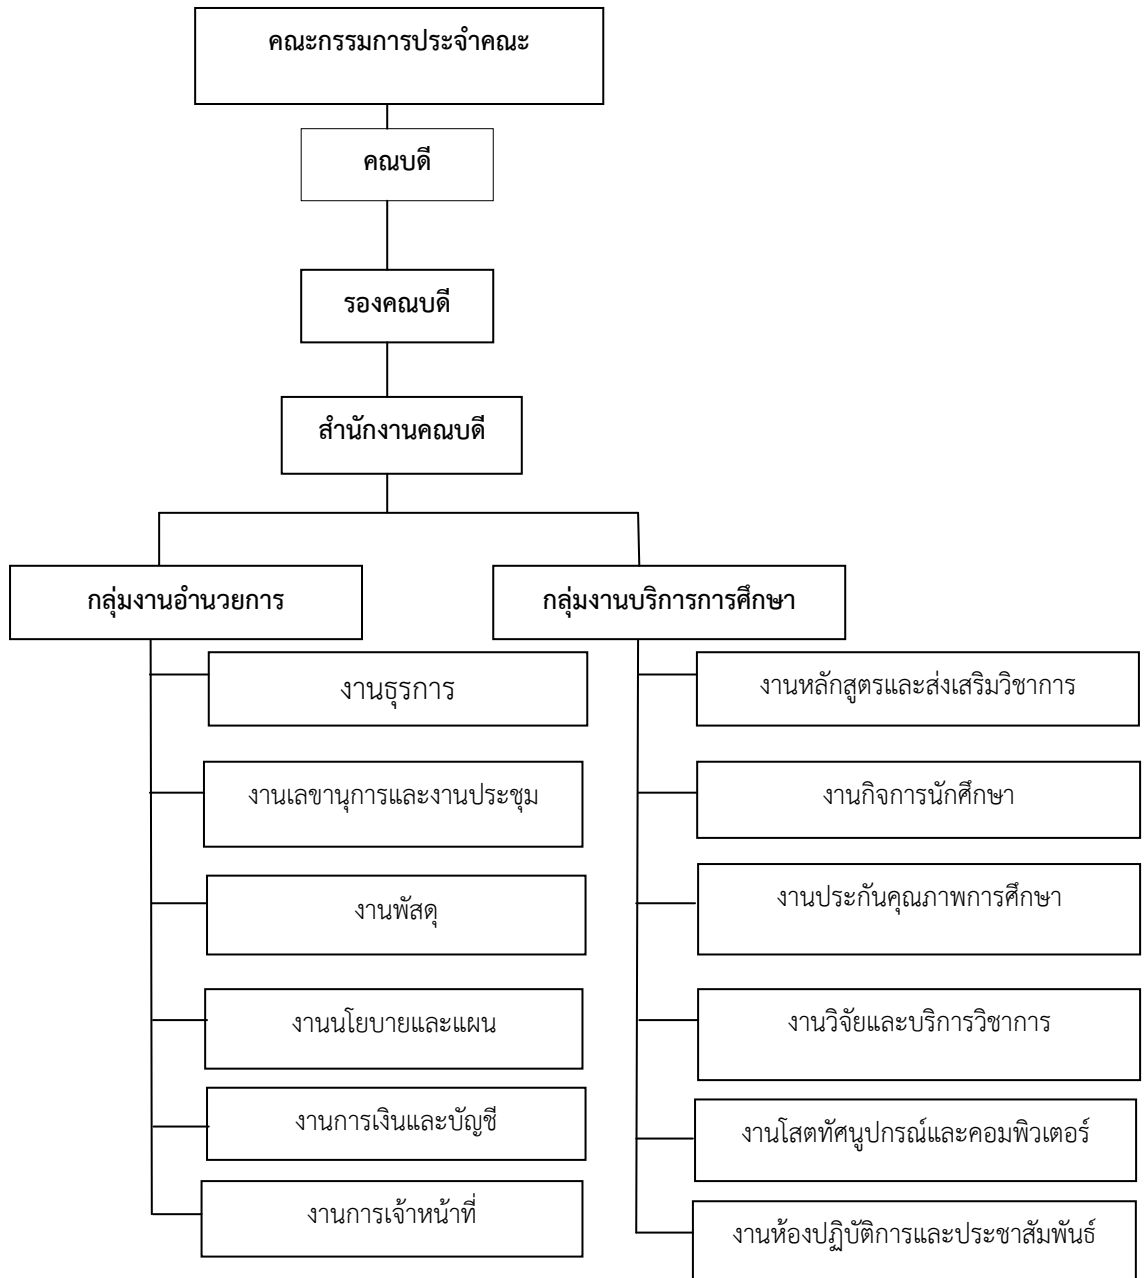 คณะกรรมการประจำคณะ
คณบดี
รองคณบดี
สำนักงานคณบดี
กลุ่มงานอำนวยการ
งานธุรการ
งานเลขานุการและงานประชุม
งานพัสดุ
งานนโยบายและแผน
งานการเงินและบัญชี
งานการเจ้าหน้าที่
กลุ่มงานบริการการศึกษา
งานหลักสูตรและส่งเสริมวิชาการ
งานกิจการนักศึกษา
งานประกันคุณภาพการศึกษา
งานวิจัยและบริการวิชาการ
งานโสตทัศนูปกรณ์และคอมพิวเตอร์
งานห้องปฏิบัติการและประชาสัมพันธ์